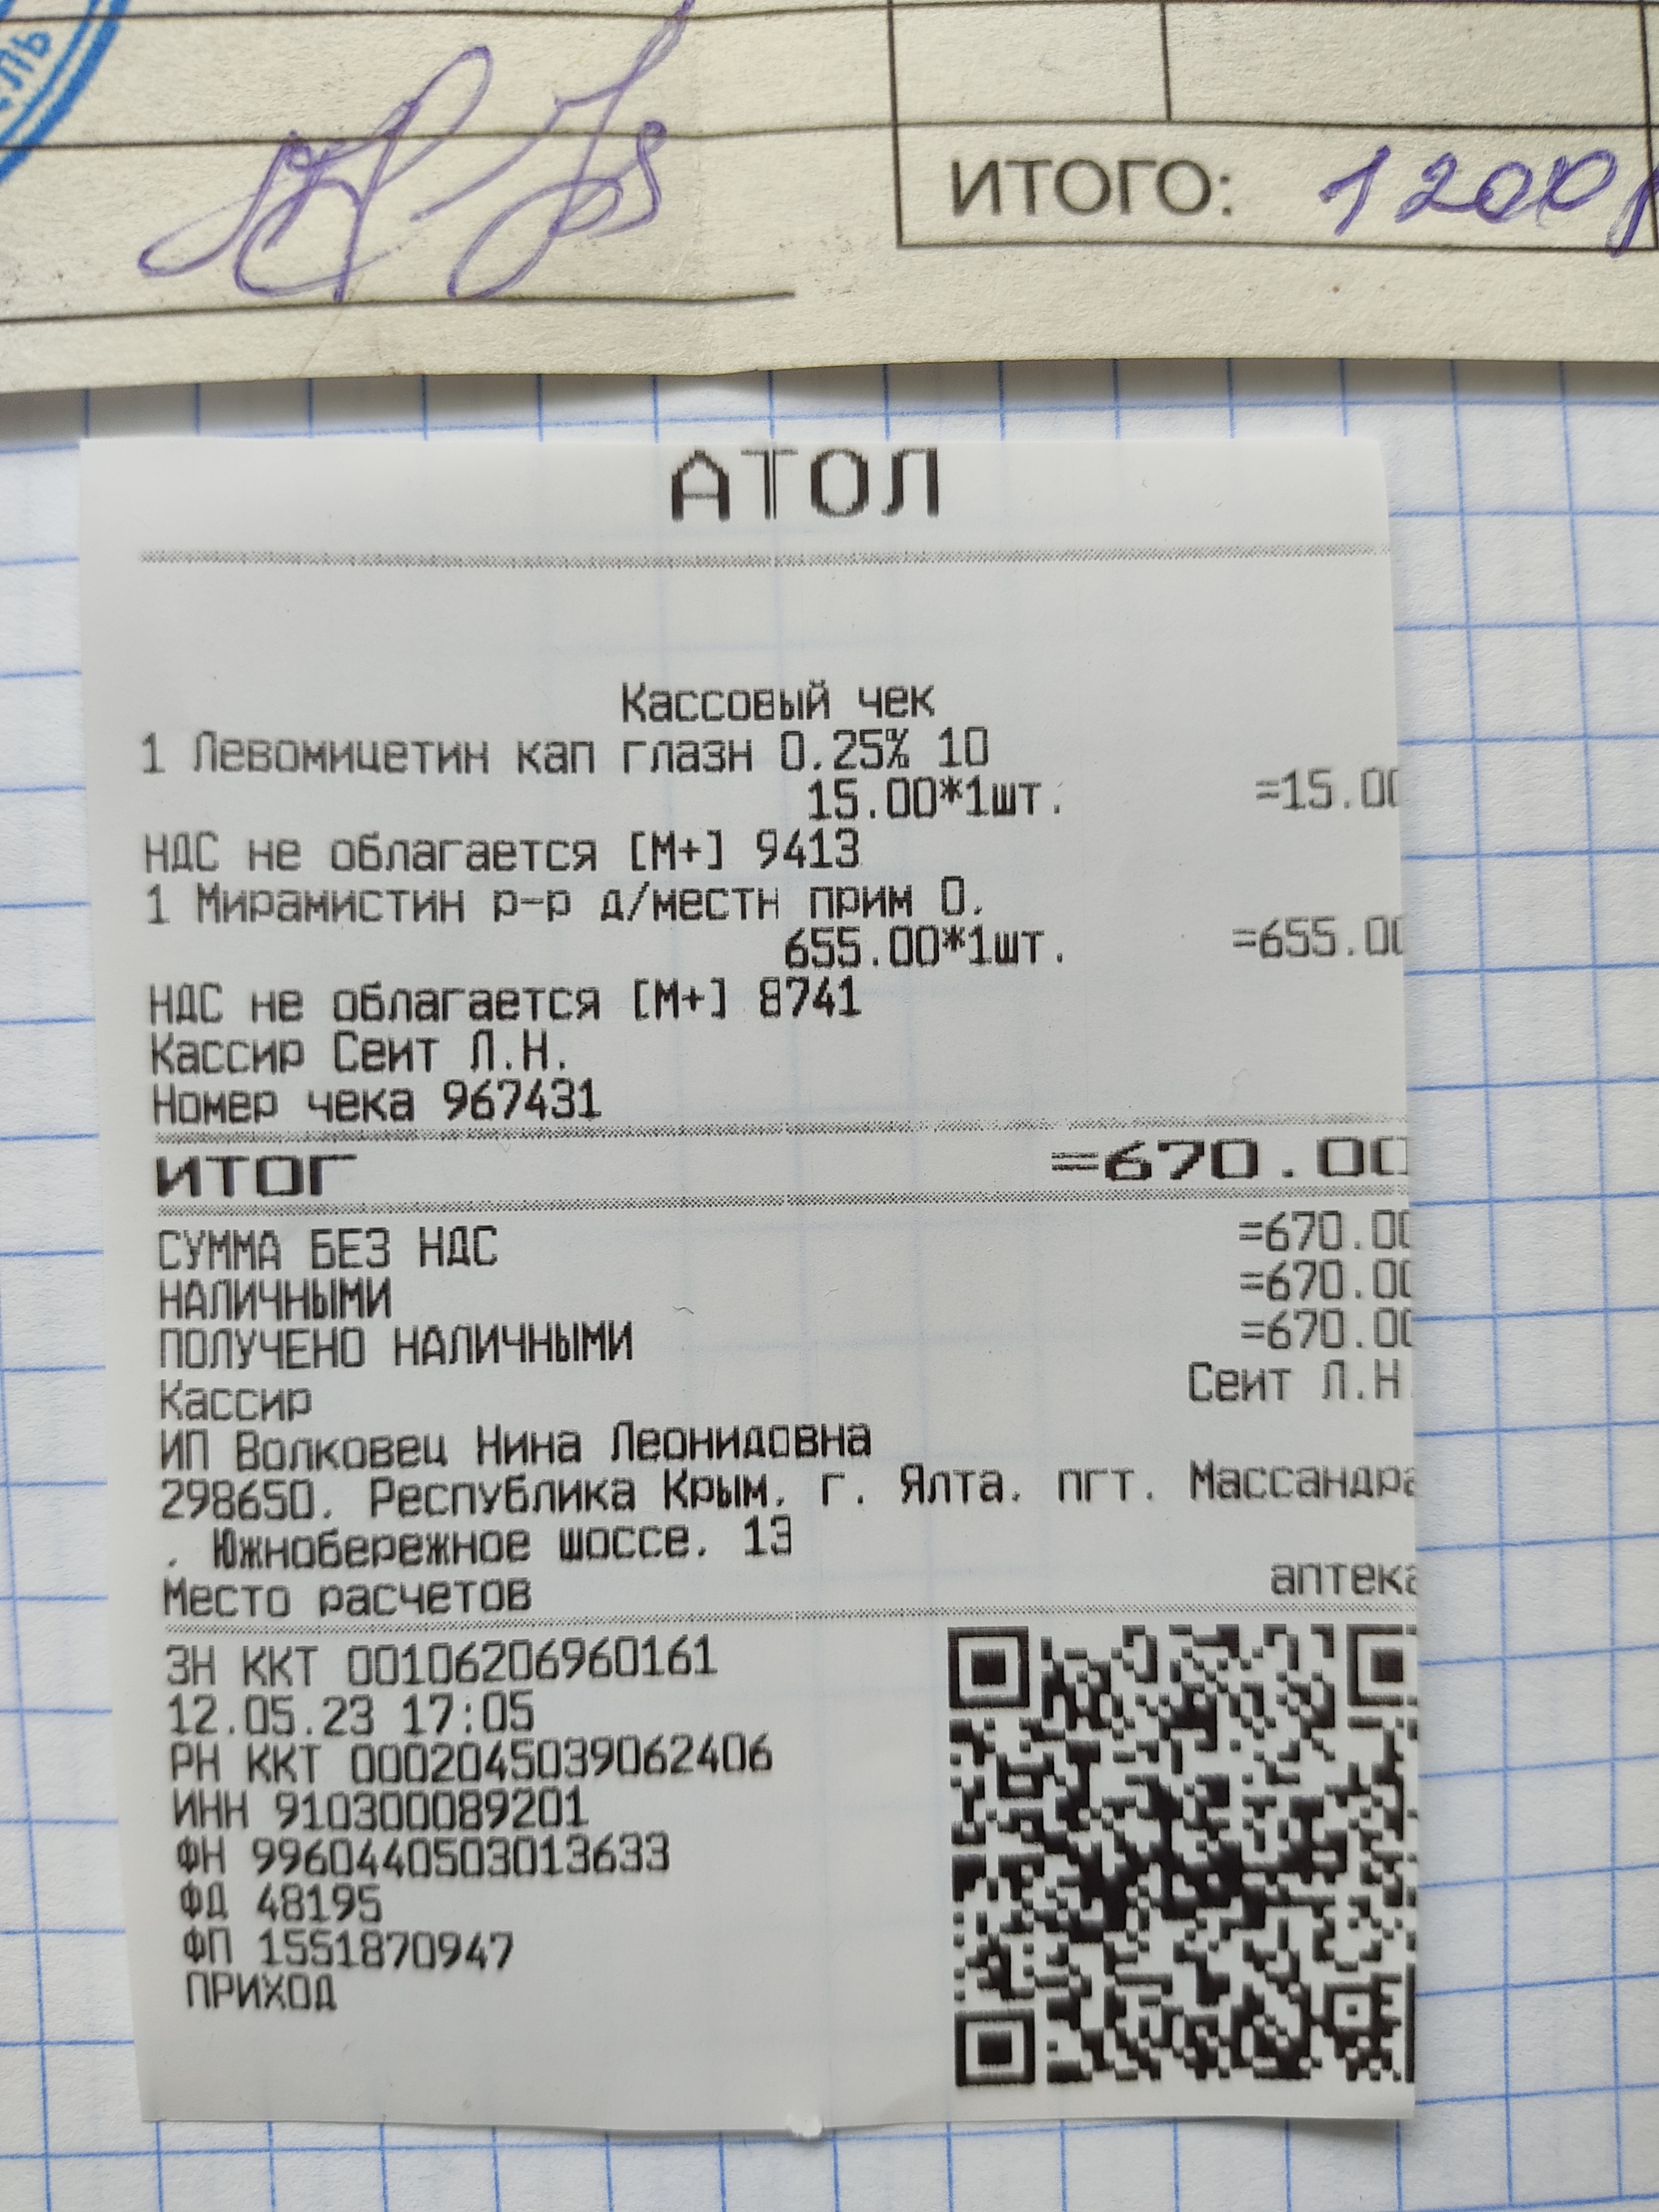 ИТОГО: 1200р
АТОЛ
Кассовый чек
1 Левомицетин кап глазн 0.25% 10
15.00*1шт. =15.00
НДС не облагается [М+] 9413
1 Мирамистин р-р д/местн прим 0.
655.00*1шт. =655.00
НДС не облагается [М+] 8741
Кассир Сеит Л.Н.
Номер чека 967431
ИТОГ =670.00
СУММА БЕЗ НДС =670.00
НАЛИЧНЫМИ =670.00
ПОЛУЧЕНО НАЛИЧНЫМИ =670.00
Кассир Сеит Л.Н.
ИП Волковец Нина Леонидовна
298650, Республика Крым, г. Ялта, пгт. Массандра
, Южнобережное шоссе, 13
Место расчетов аптека
ЗН ККТ 00106206960161
12.05.23 17:05
РН ККТ 0002045039062406
ИНН 910300089201
ФН 9960440503013633
ФД 48195
ФП 1551870947
ПРИХОД